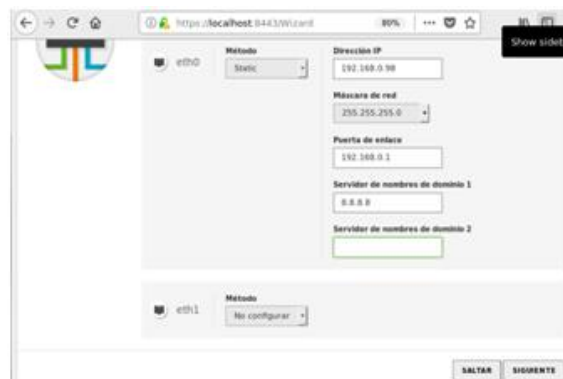 https://localhost:8443/Wizard
80%
Show sideb
eth0
Método
Static
Dirección IP
192.168.0.98
Máscara de red
255.255.255.0
Puerta de enlace
192.168.0.1
Servidor de nombres de dominio 1
8.8.8.8
Servidor de nombres de dominio 2
eth1
Método
No configurar
SALTAR SIGUIENTE